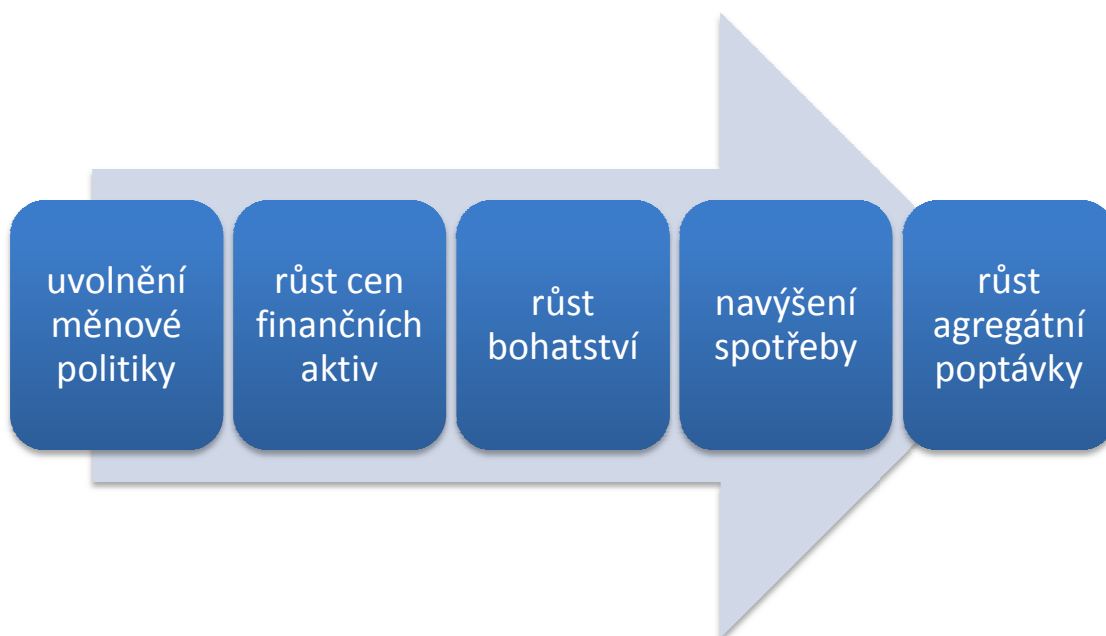 uvolnění
měnové
politiky
růst cen
finančních
aktiv
růst
bohatství
navýšení
spotřeby
růst
agregátní
poptávky